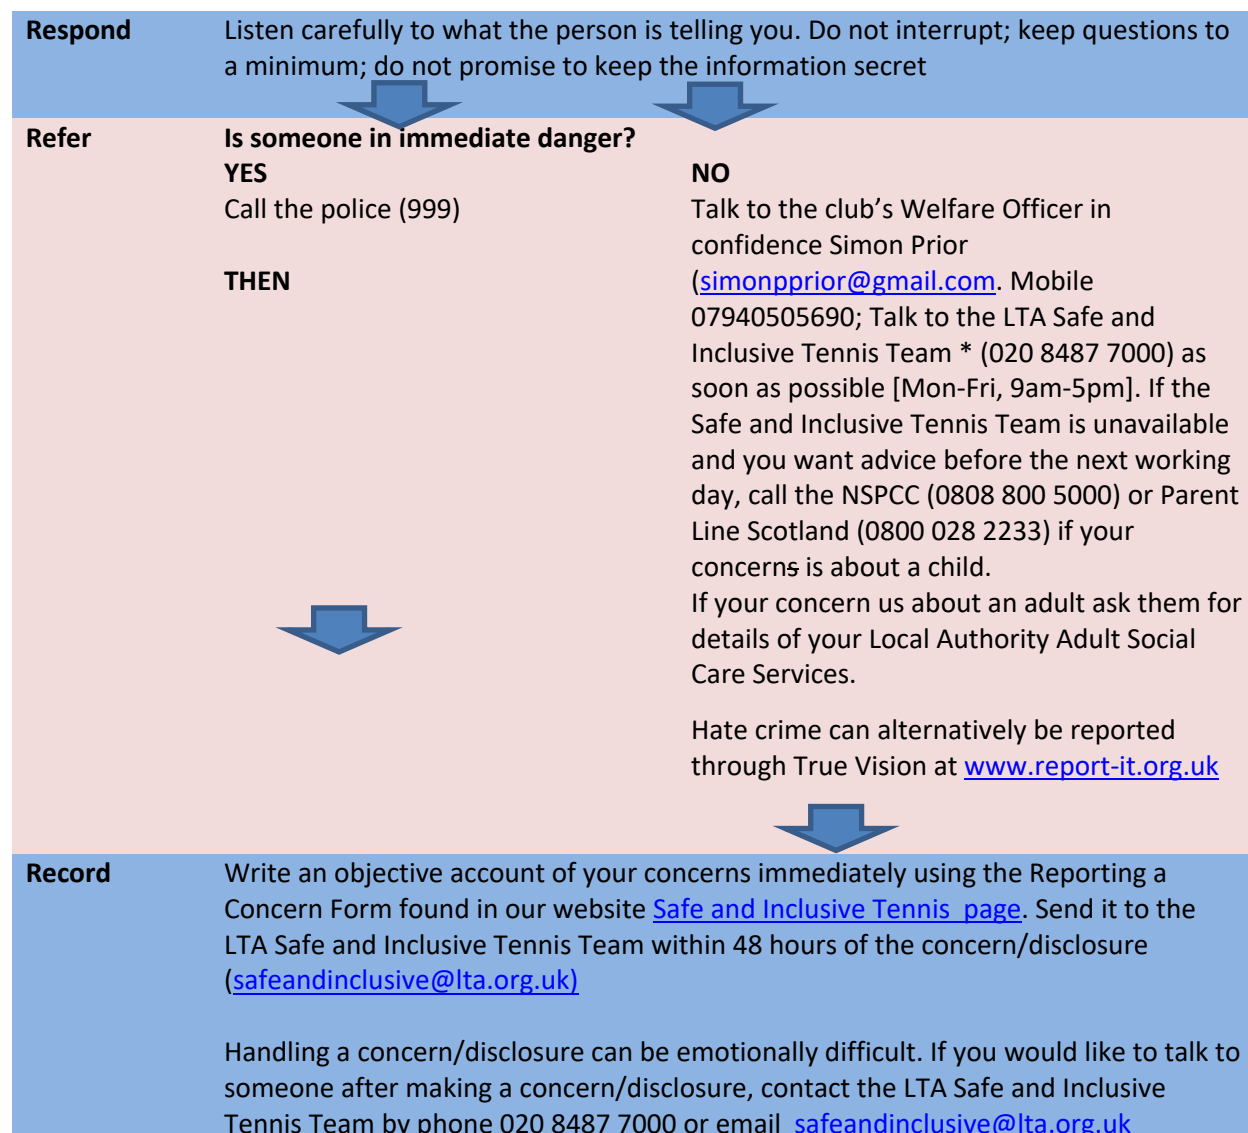 Respond
Listen carefully to what the person is telling you. Do not interrupt; keep questions to
a minimum; do not promise to keep the information secret
Refer
Is someone in immediate danger?
YES
Call the police (999)
THEN
NO
Talk to the club’s Welfare Officer in
confidence Simon Prior
(simonpprior@gmail.com. Mobile
07940505690; Talk to the LTA Safe and
Inclusive Tennis Team * (020 8487 7000) as
soon as possible [Mon-Fri, 9am-5pm]. If the
Safe and Inclusive Tennis Team is unavailable
and you want advice before the next working
day, call the NSPCC (0808 800 5000) or Parent
Line Scotland (0800 028 2233) if your
concerns is about a child.
If your concern us about an adult ask them for
details of your Local Authority Adult Social
Care Services.
Hate crime can alternatively be reported
through True Vision at www.report-it.org.uk
Record
Write an objective account of your concerns immediately using the Reporting a
Concern Form found in our website Safe and Inclusive Tennis  page. Send it to the
LTA Safe and Inclusive Tennis Team within 48 hours of the concern/disclosure
(safeandinclusive@lta.org.uk)
Handling a concern/disclosure can be emotionally difficult. If you would like to talk to
someone after making a concern/disclosure, contact the LTA Safe and Inclusive
Tennis Team by phone 020 8487 7000 or email  safeandinclusive@lta.org.uk